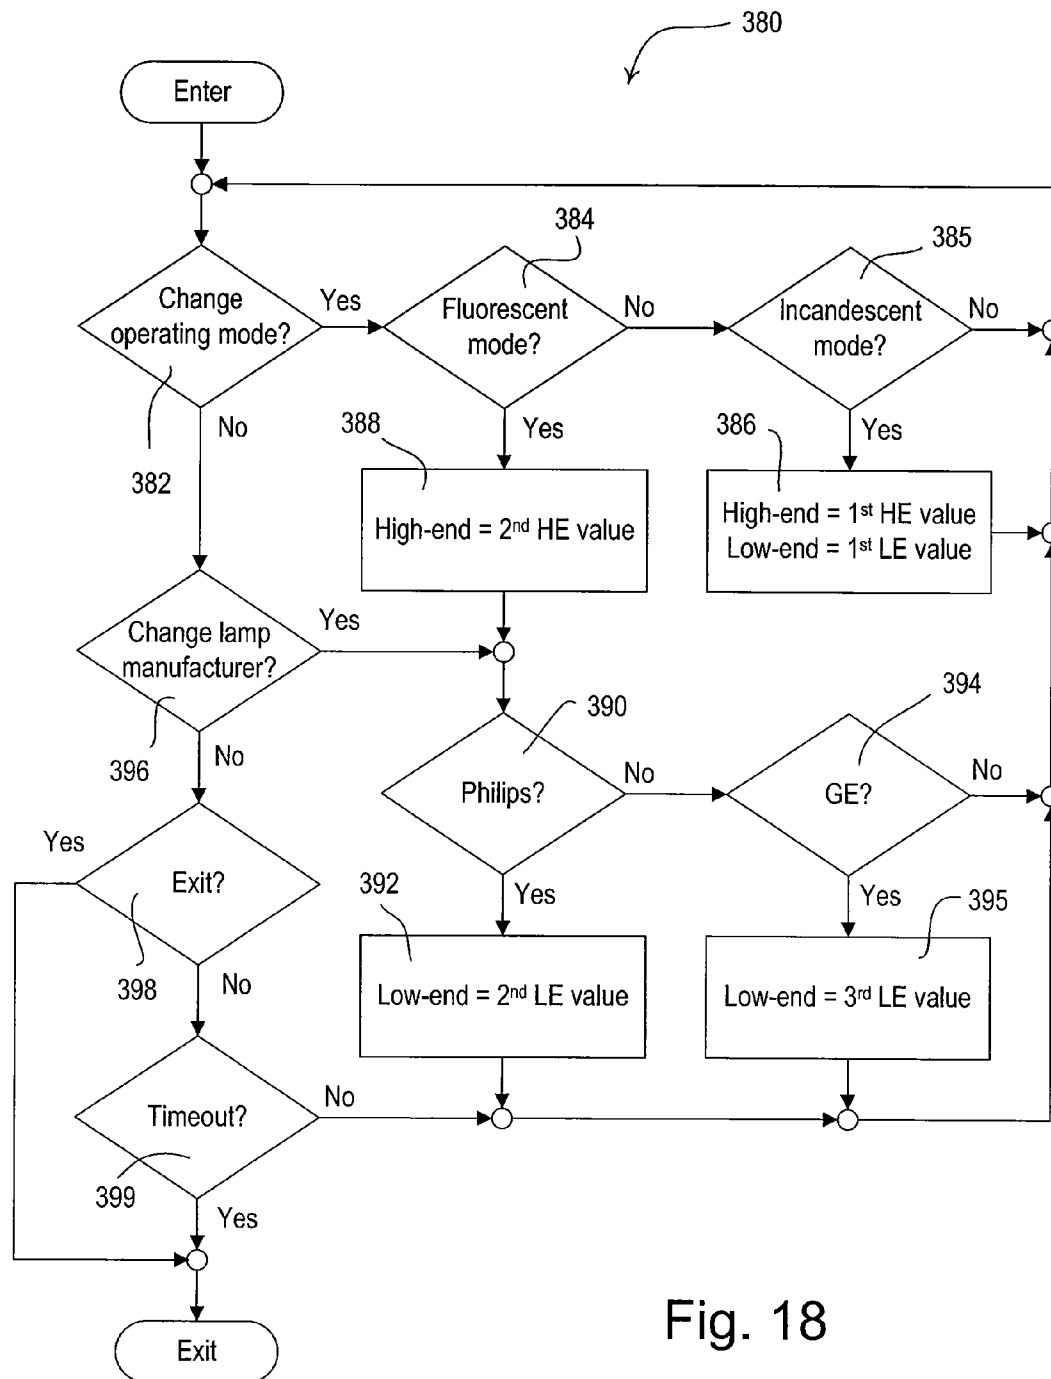 380
Enter
384
385
Change
operating mode?
Yes
Fluorescent
mode?
No
Incandescent
mode?
No
382
No
388
Yes
386
Yes
High-end = 2nd HE value
High-end = 1st HE value
Low-end = 1st LE value
Change lamp
manufacturer?
Yes
396
No
390
394
Philips?
No
GE?
No
Yes
Exit?
398
No
392
Yes
395
Yes
Low-end = 2nd LE value
Low-end = 3rd LE value
Timeout?
No
399
Yes
Exit
Fig. 18